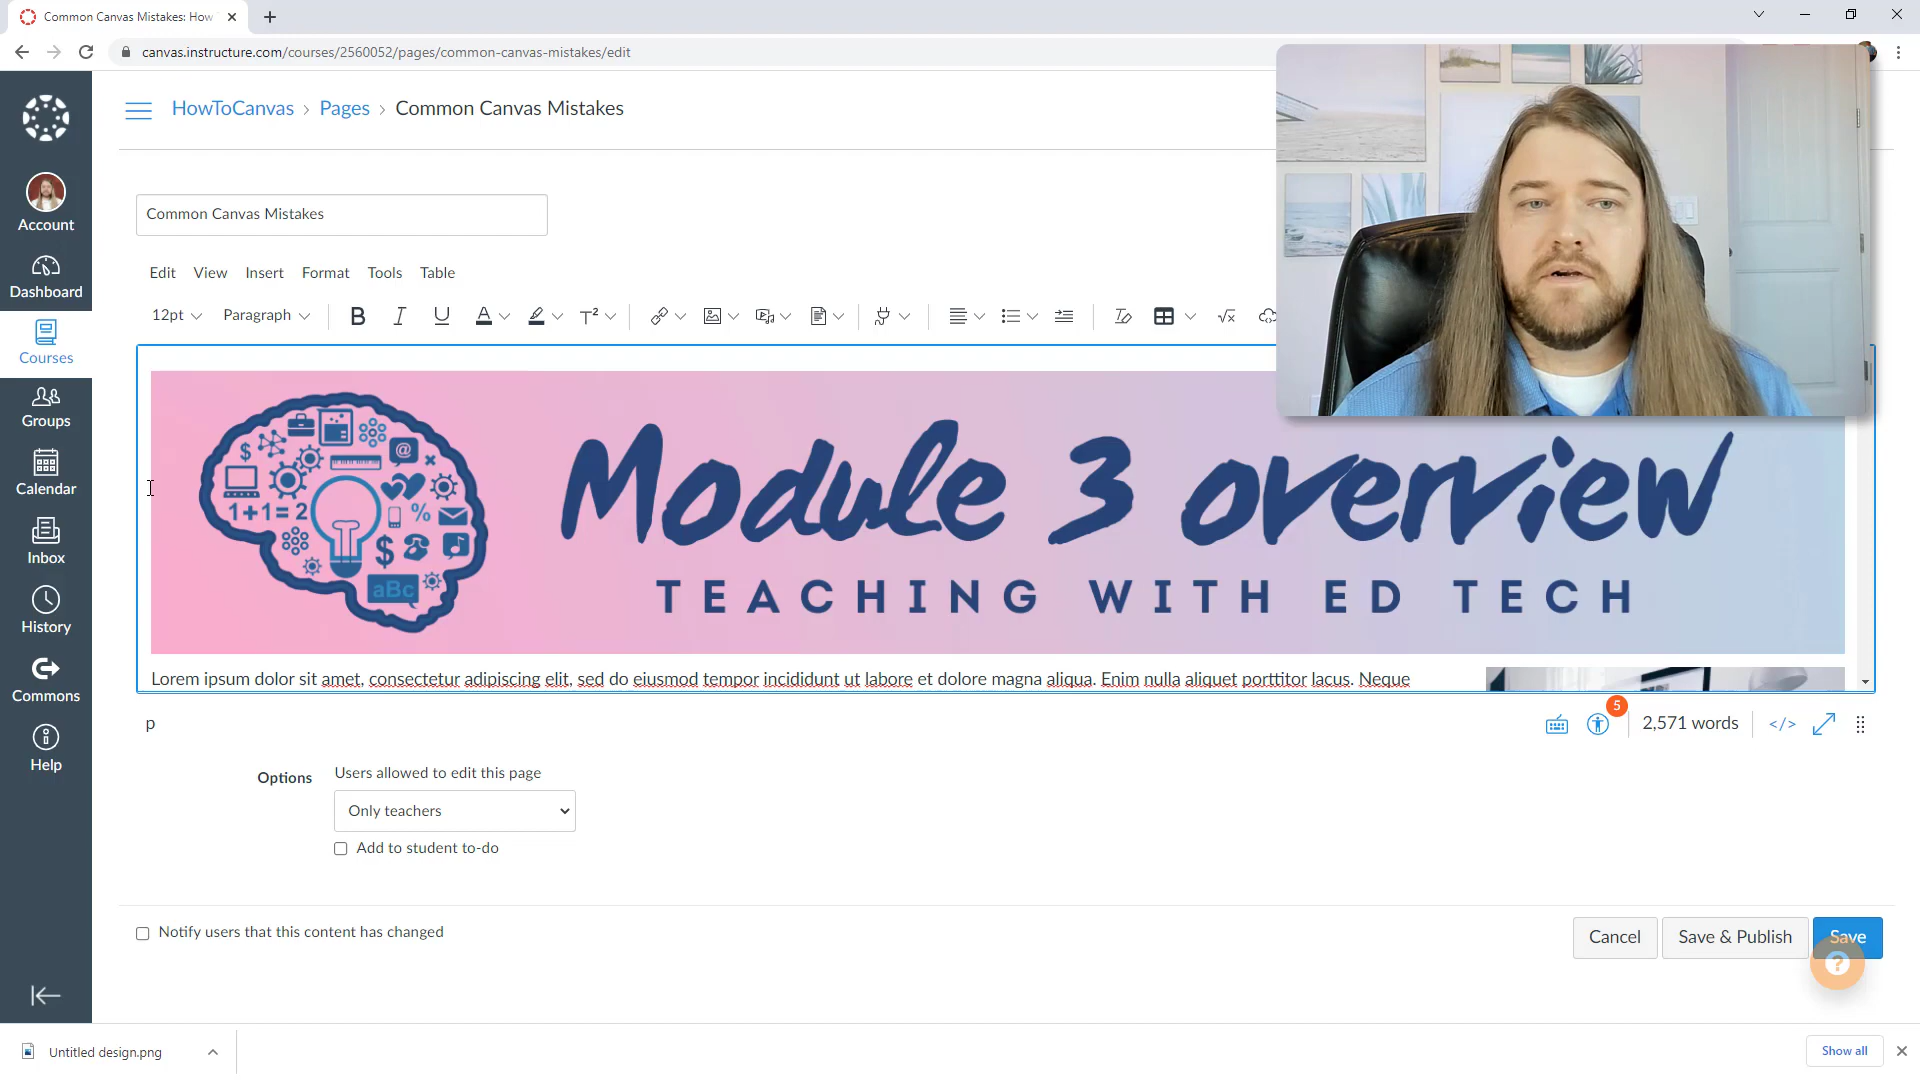 Common Canvas Mistakes: How
canvas.instructure.com/courses/2560052/pages/common-canvas-mistakes/edit
HowToCanvas > Pages > Common Canvas Mistakes
Account
Dashboard
Courses
Groups
Calendar
Inbox
History
Commons
Help
Common Canvas Mistakes
Edit View Insert Format Tools Table
12pt Paragraph B I U A T²
$ @ 1+1=2 % $ aBc
Module 3 overview
TEACHING WITH ED TECH
Lorem ipsum dolor sit amet, consectetur adipiscing elit, sed do eiusmod tempor incididunt ut labore et dolore magna aliqua. Enim nulla aliquet porttitor lacus. Neque
p
5
2,571 words </>
Options
Users allowed to edit this page
Only teachers
Add to student to-do
Notify users that this content has changed
Cancel Save & Publish Save
?
Untitled design.png
Show all